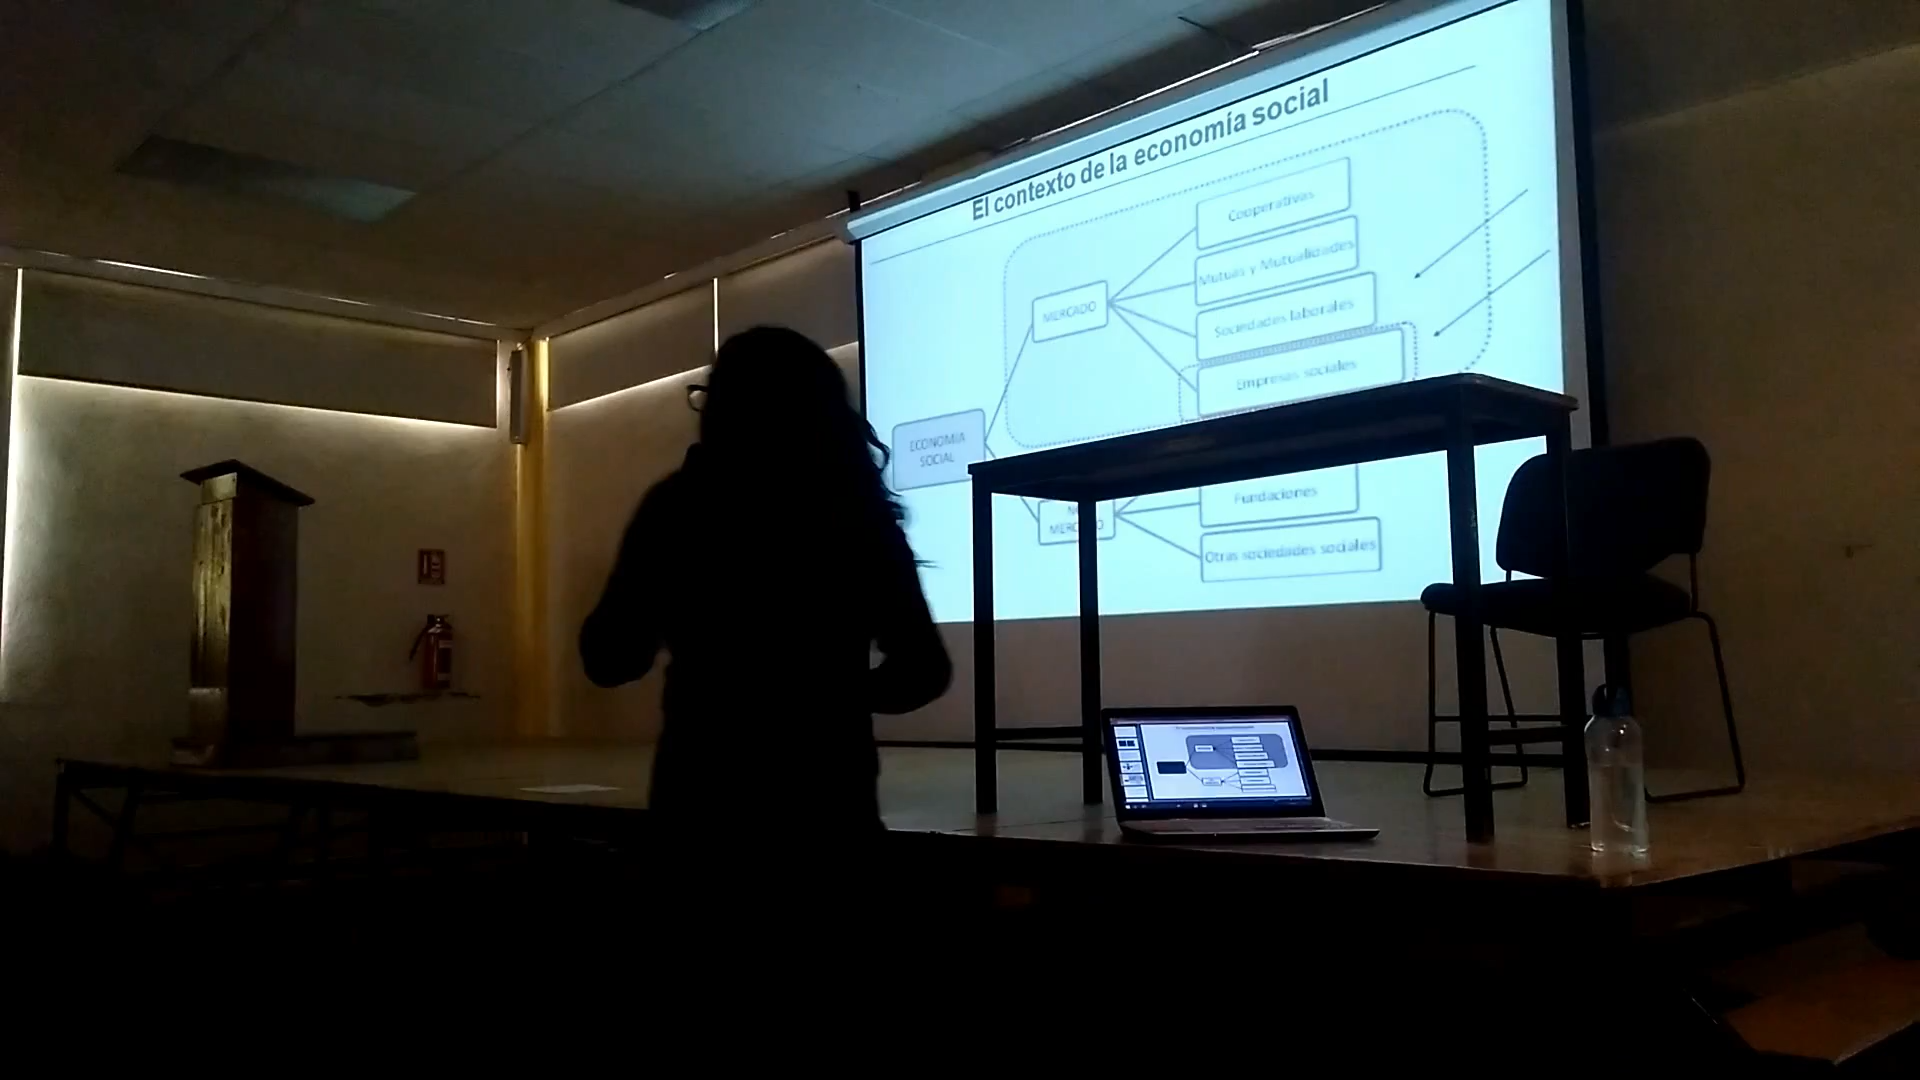 El contexto de la economía social
Cooperativas
Mutuas y Mutualidades
MERCADO
Sociedades laborales
Empresas sociales
ECONOMIA
SOCIAL
Fundaciones
MERCADO
Otras sociedades sociales